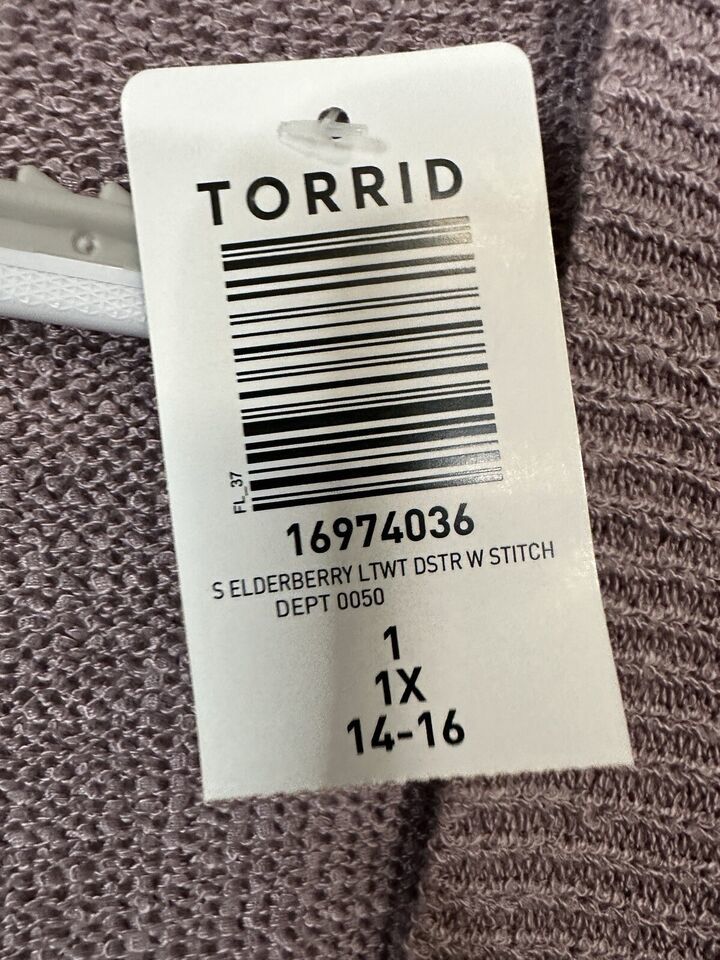 TORRID
FL_37
16974036
S ELDERBERRY LTWT DSTR W STITCH
DEPT 0050
1
1X
14-16